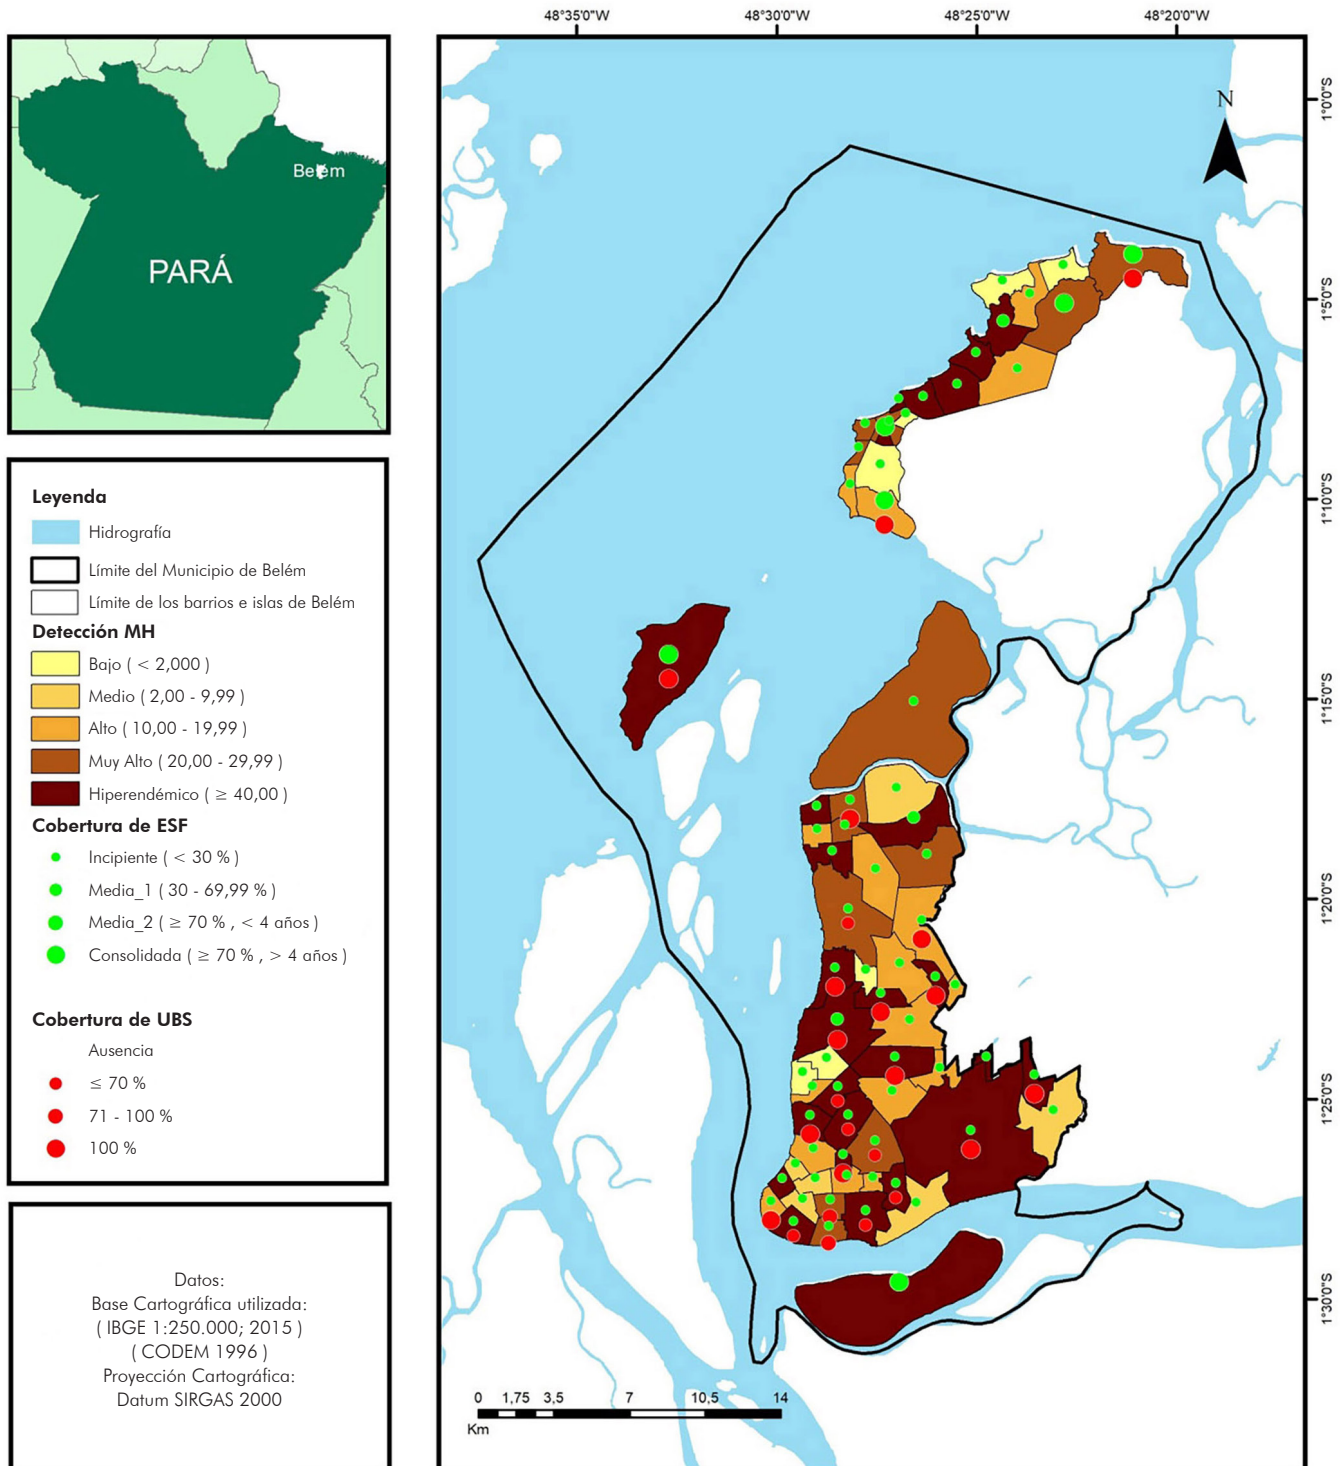 48°35'0"W 48°30'0"W 48°25'0"W 48°20'0"W
Belém
PARÁ
N
1°0'0"S
1°5'0"S
1°10'0"S
1°15'0"S
1°20'0"S
1°25'0"S
1°30'0"S
Leyenda
Hidrografía
Límite del Municipio de Belém
Límite de los barrios e islas de Belém
Detección MH
Bajo ( < 2,000 )
Medio ( 2,00 - 9,99 )
Alto ( 10,00 - 19,99 )
Muy Alto ( 20,00 - 29,99 )
Hiperendémico ( ≥ 40,00 )
Cobertura de ESF
Incipiente ( < 30 % )
Media_1 ( 30 - 69,99 % )
Media_2 ( ≥ 70 % , < 4 años )
Consolidada ( ≥ 70 % , > 4 años )
Cobertura de UBS
Ausencia
≤ 70 %
71 - 100 %
100 %
Datos:
Base Cartográfica utilizada:
( IBGE 1:250.000; 2015 )
( CODEM 1996 )
Proyección Cartográfica:
Datum SIRGAS 2000
0 1,75 3,5 7 10,5 14
Km